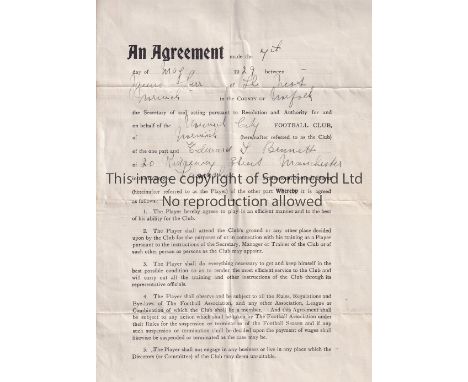 An Agreement made the 7th
day of May 1929 between
at The Nest
Norwich in the COUNTY of Norfolk
the Secretary of and acting pursuant to Resolution and Authority for and
on behalf of the Norwich City FOOTBALL CLUB,
of Norwich (hereinafter referred to as the Club)
of the one part and Edward T Bennett
of 20 Ridgeway Street Manchester
This image copyright of Sportingold Ltd
(hereinafter referred to as the Player) of the other part Whereby it is agreed
No reproduction allowed
as follows:
1. The Player hereby agrees to play in an efficient manner and to the best
of his ability for the Club.
2. The Player shall attend the Club's ground or any other place decided
upon by the Club for the purposes of or in connection with his training as a Player
pursuant to the instructions of the Secretary, Manager or Trainer of the Club or of
such other person or persons as the Club may appoint.
3. The Player shall do everything necessary to get and keep himself in the
best possible condition so as to render the most efficient service to the Club and
will carry out all the training and other instructions of the Club through its
representative officials.
4. The Player shall observe and be subject to all the Rules, Regulations and
Bye-laws of The Football Association, and any other Association, League or
Combination of which the Club shall be a member. And this Agreement shall
be subject to any action which shall be taken by The Football Association under
their Rules for the suspension or termination of the Football Season and if any
such suspension or termination shall be decided upon the payment of wages shall
likewise be suspended or terminated as the case may be.
5. The Player shall not engage in any business or live in any place which the
Directors (or Committee) of the Club may deem unsuitable.